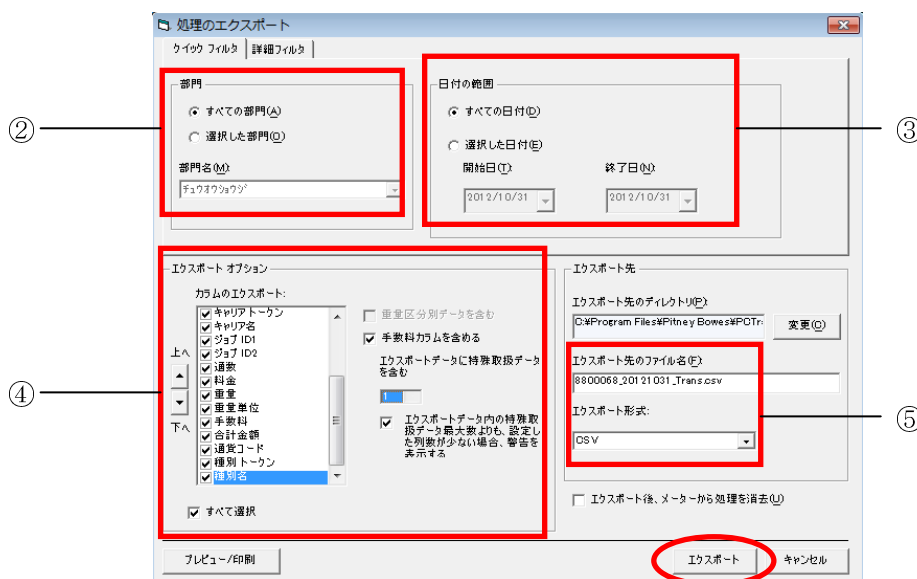 処理のエクスポート
クイック フィルタ
詳細フィルタ
部門
すべての部門(A)
選択した部門(O)
部門名(M):
チュウオウショウジ
②
日付の範囲
すべての日付(D)
選択した日付(E)
開始日(T):
終了日(N):
2012/10/31
2012/10/31
③
エクスポート オプション
カラムのエクスポート:
キャリアトークン
キャリア名
ジョブ ID1
ジョブ ID2
通数
料金
重量
重量単位
手数料
合計金額
通貨コード
種別トークン
種別名
上へ
下へ
すべて選択
重量区分別データを含む
手数料カラムを含める
エクスポートデータに特殊取扱データ
を含む
1
エクスポートデータ内の特殊取
扱データ最大数よりも、設定し
た列数が少ない場合、警告を
表示する
④
エクスポート先
エクスポート先のディレクトリ(P):
C:¥Program Files¥Pitney Bowes¥PCTr
変更(C)
エクスポート先のファイル名(F):
8800068_20121031_Trans.csv
エクスポート形式:
CSV
⑤
エクスポート後、メーターから処理を消去(U)
プレビュー/印刷
エクスポート
キャンセル